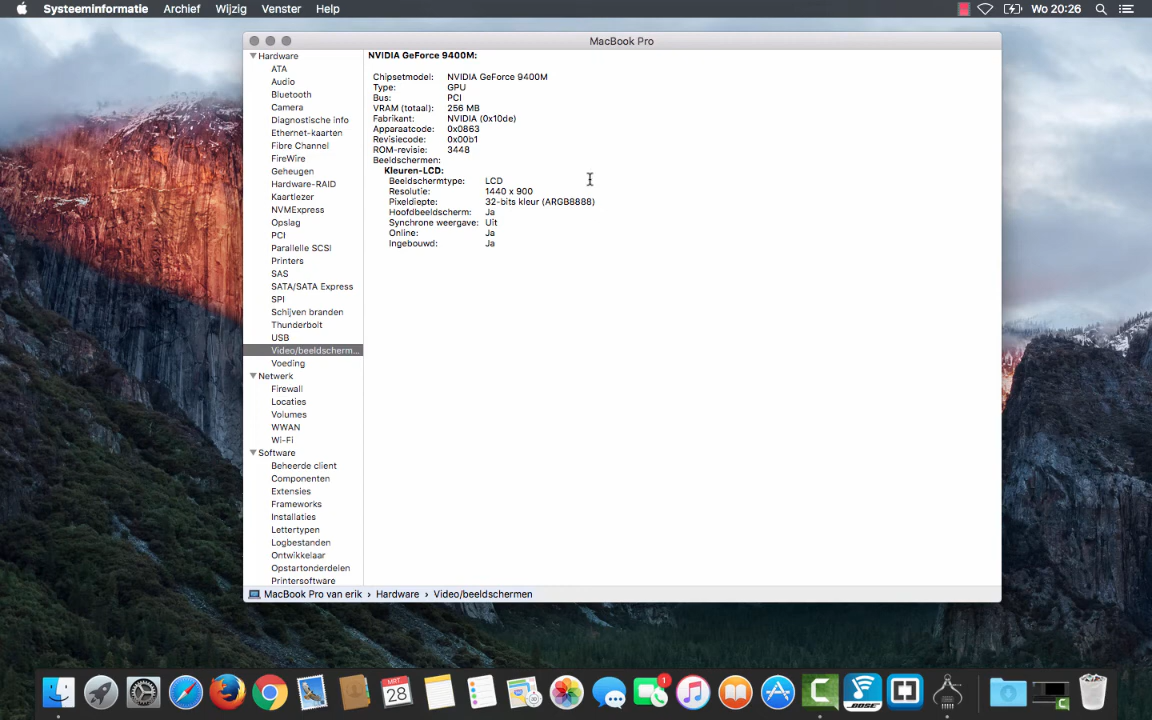 Systeeminformatie Archief Wijzig Venster Help Wo 20:26
MacBook Pro
Hardware
ATA
Audio
Bluetooth
Camera
Diagnostische info
Ethernet-kaarten
Fibre Channel
FireWire
Geheugen
Hardware-RAID
Kaartlezer
NVMExpress
Opslag
PCI
Parallelle SCSI
Printers
SAS
SATA/SATA Express
SPI
Schijven branden
Thunderbolt
USB
Video/beeldscherm...
Voeding
Netwerk
Firewall
Locaties
Volumes
WWAN
Wi-Fi
Software
Beheerde client
Componenten
Extensies
Frameworks
Installaties
Lettertypen
Logbestanden
Ontwikkelaar
Opstartonderdelen
Printersoftware
NVIDIA GeForce 9400M:
Chipsetmodel: NVIDIA GeForce 9400M
Type: GPU
Bus: PCI
VRAM (totaal): 256 MB
Fabrikant: NVIDIA (0x10de)
Apparaatcode: 0x0863
Revisiecode: 0x00b1
ROM-revisie: 3448
Beeldschermen:
Kleuren-LCD:
Beeldschermtype: LCD
Resolutie: 1440 x 900
Pixeldiepte: 32-bits kleur (ARGB8888)
Hoofdbeeldscherm: Ja
Synchrone weergave: Uit
Online: Ja
Ingebouwd: Ja
MacBook Pro van erik › Hardware › Video/beeldschermen
MRT
28
1
BOSE